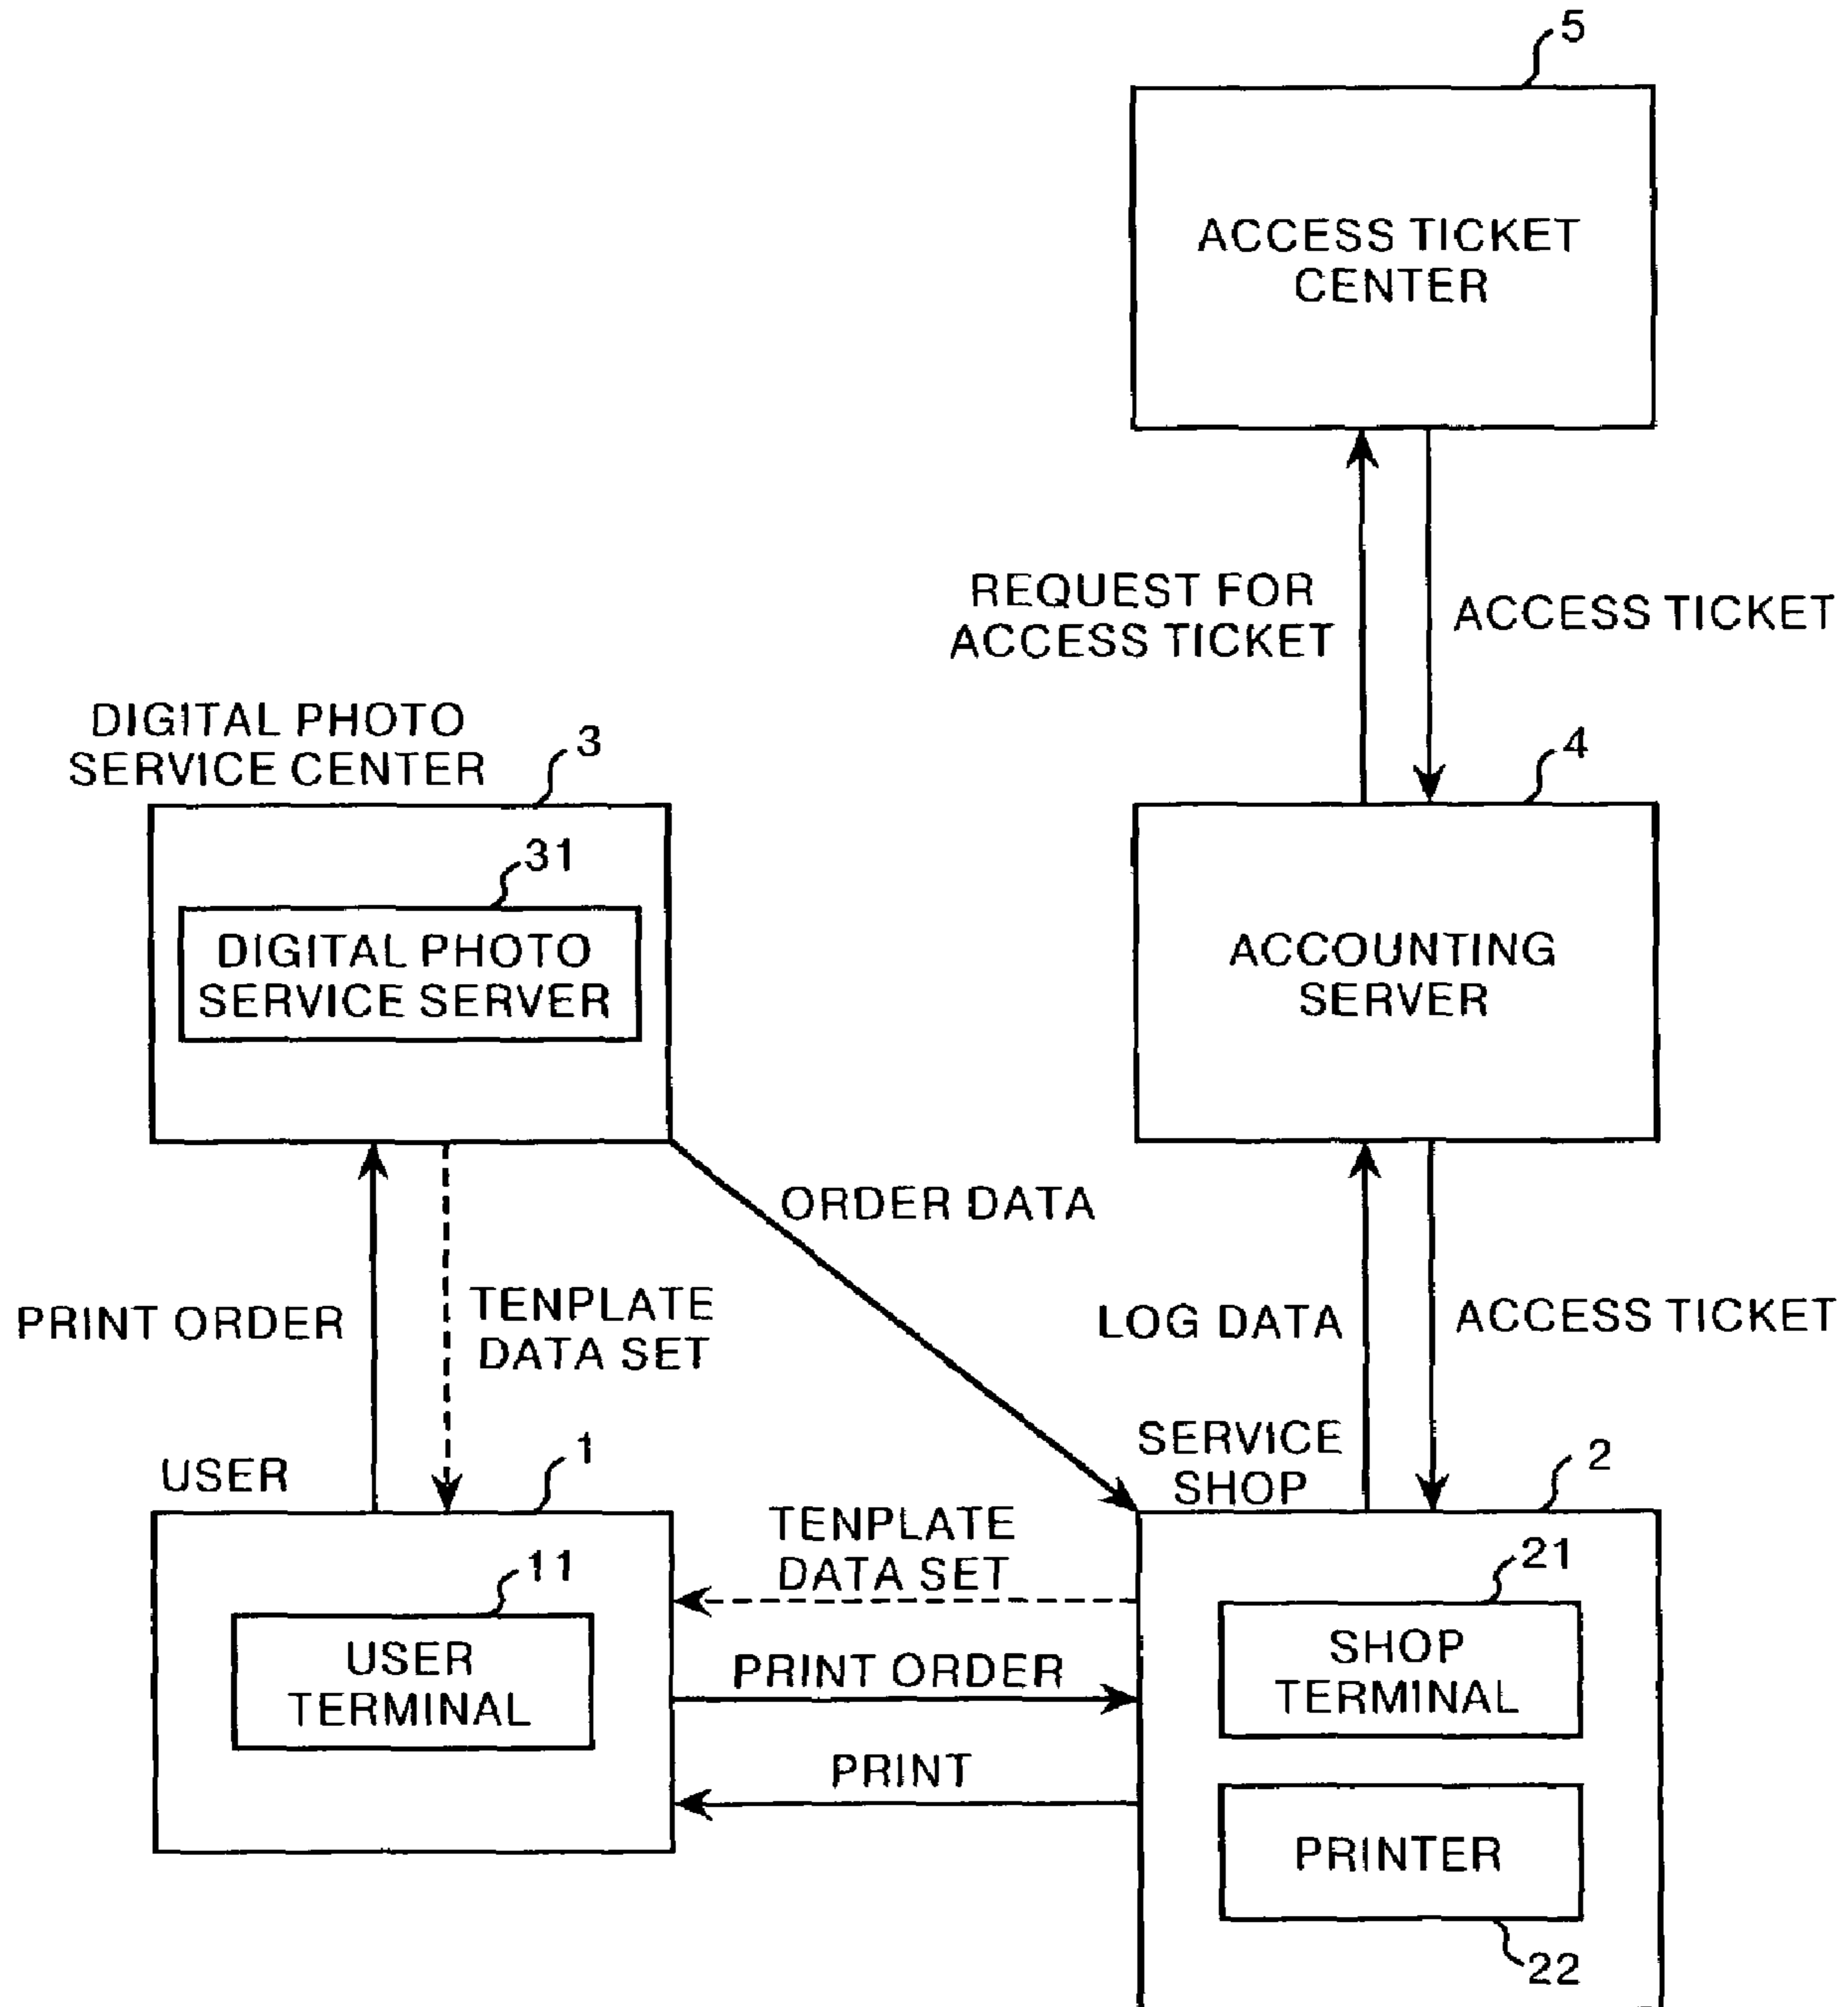 5
ACCESS TICKET
CENTER
REQUEST FOR
ACCESS TICKET
ACCESS TICKET
DIGITAL PHOTO
SERVICE CENTER
3
4
31
DIGITAL PHOTO
SERVICE SERVER
ACCOUNTING
SERVER
ORDER DATA
PRINT ORDER
TENPLATE
DATA SET
LOG DATA
ACCESS TICKET
USER
1
SERVICE
SHOP
2
TENPLATE
DATA SET
11
USER
TERMINAL
21
SHOP
TERMINAL
PRINT ORDER
PRINT
PRINTER
22